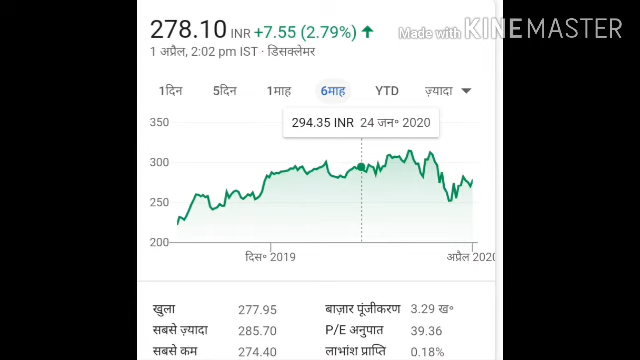 278.10 INR +7.55 (2.79%)
Made with KINEMASTER
1 अप्रैल, 2:02 pm IST · डिसक्लेमर
1दिन 5दिन 1माह 6माह YTD ज़्यादा
294.35 INR 24 जन॰ 2020
350
300
250
200
दिस॰ 2019 अप्रैल 2020
खुला 277.95 बाज़ार पूंजीकरण 3.29 ख॰
सबसे ज़्यादा 285.70 P/E अनुपात 39.36
सबसे कम 274.40 लाभांश प्राप्ति 0.18%